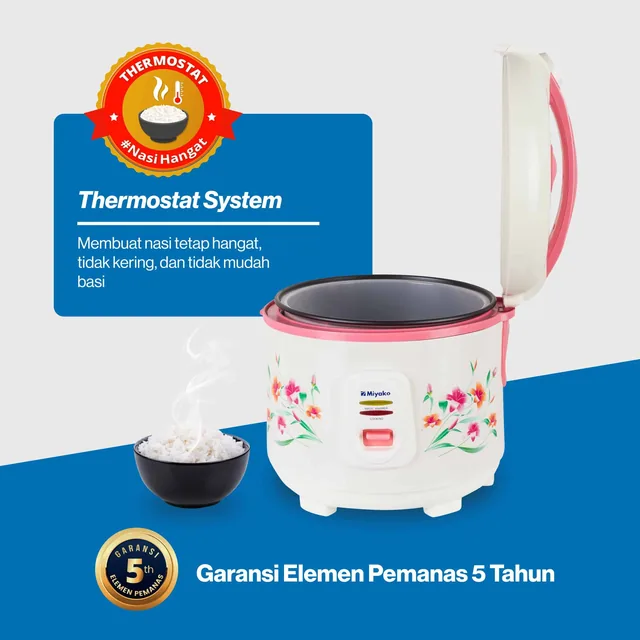 THERMOSTAT
#Nasi Hangat
Thermostat System
Membuat nasi tetap hangat,
tidak kering, dan tidak mudah
basi
Miyako
GARANSI
5th
ELEMEN PEMANAS
Garansi Elemen Pemanas 5 Tahun